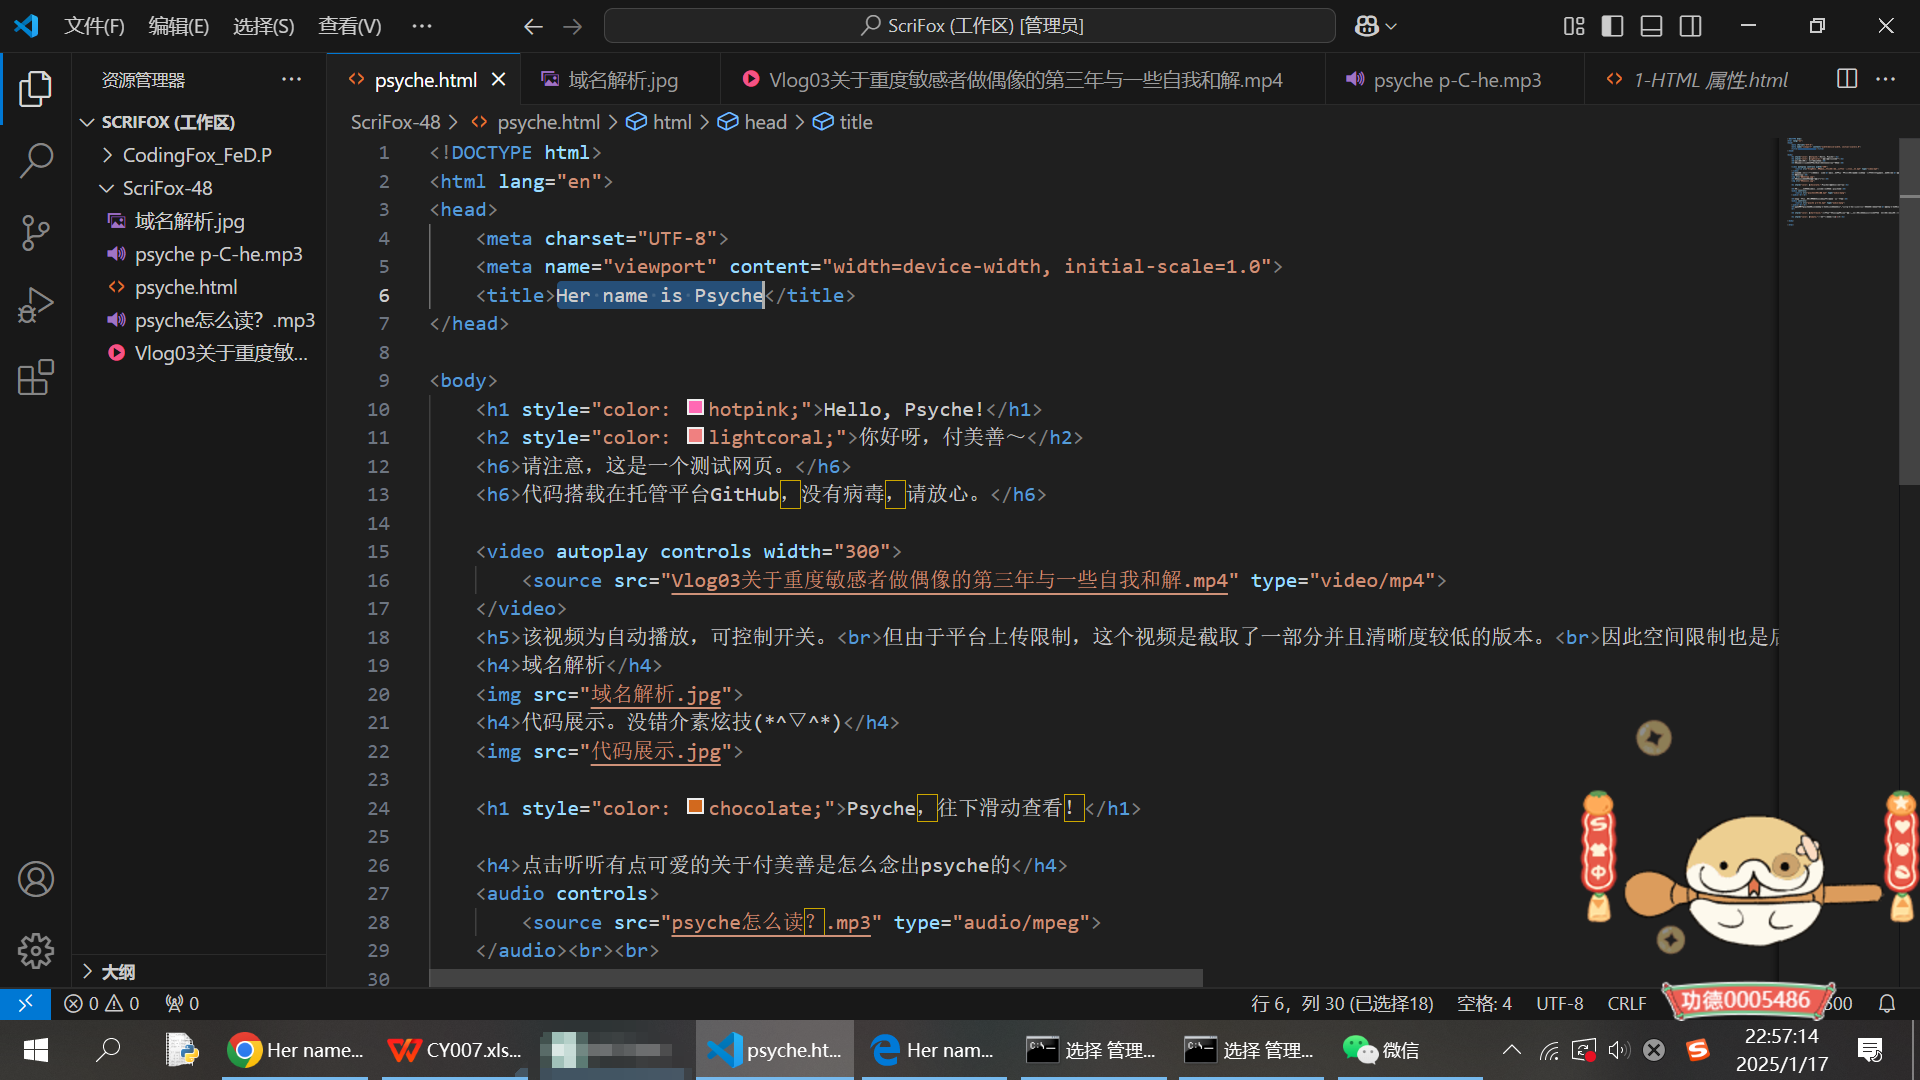 文件(F) 编辑(E) 选择(S) 查看(V) ··· ScriFox (工作区) [管理员]
资源管理器 ···
psyche.html 域名解析.jpg Vlog03关于重度敏感者做偶像的第三年与一些自我和解.mp4 psyche p-C-he.mp3 1-HTML 属性.html ···
SCRIFOX (工作区)
CodingFox_FeD.P
ScriFox-48
域名解析.jpg
psyche p-C-he.mp3
psyche.html
psyche怎么读？.mp3
Vlog03关于重度敏...
大纲
ScriFox-48 > psyche.html > html > head > title
1 <!DOCTYPE html>
2 <html lang="en">
3 <head>
4 <meta charset="UTF-8">
5 <meta name="viewport" content="width=device-width, initial-scale=1.0">
6 <title>Her name is Psyche</title>
7 </head>
8
9 <body>
10 <h1 style="color: hotpink;">Hello, Psyche!</h1>
11 <h2 style="color: lightcoral;">你好呀，付美善～</h2>
12 <h6>请注意，这是一个测试网页。</h6>
13 <h6>代码搭载在托管平台GitHub，没有病毒，请放心。</h6>
14
15 <video autoplay controls width="300">
16 <source src="Vlog03关于重度敏感者做偶像的第三年与一些自我和解.mp4" type="video/mp4">
17 </video>
18 <h5>该视频为自动播放，可控制开关。<br>但由于平台上传限制，这个视频是截取了一部分并且清晰度较低的版本。<br>因此空间限制也是后
19 <h4>域名解析</h4>
20 <img src="域名解析.jpg">
21 <h4>代码展示。没错介素炫技(*^▽^*)</h4>
22 <img src="代码展示.jpg">
23
24 <h1 style="color: chocolate;">Psyche，往下滑动查看！</h1>
25
26 <h4>点击听听有点可爱的关于付美善是怎么念出psyche的</h4>
27 <audio controls>
28 <source src="psyche怎么读？.mp3" type="audio/mpeg">
29 </audio><br><br>
30
S
中
功德0005486
0 0 0 行 6，列 30 (已选择18) 空格: 4 UTF-8 CRLF 500
Her name... CY007.xls... psyche.ht... Her nam... 选择 管理... 选择 管理... 微信
22:57:14
2025/1/17